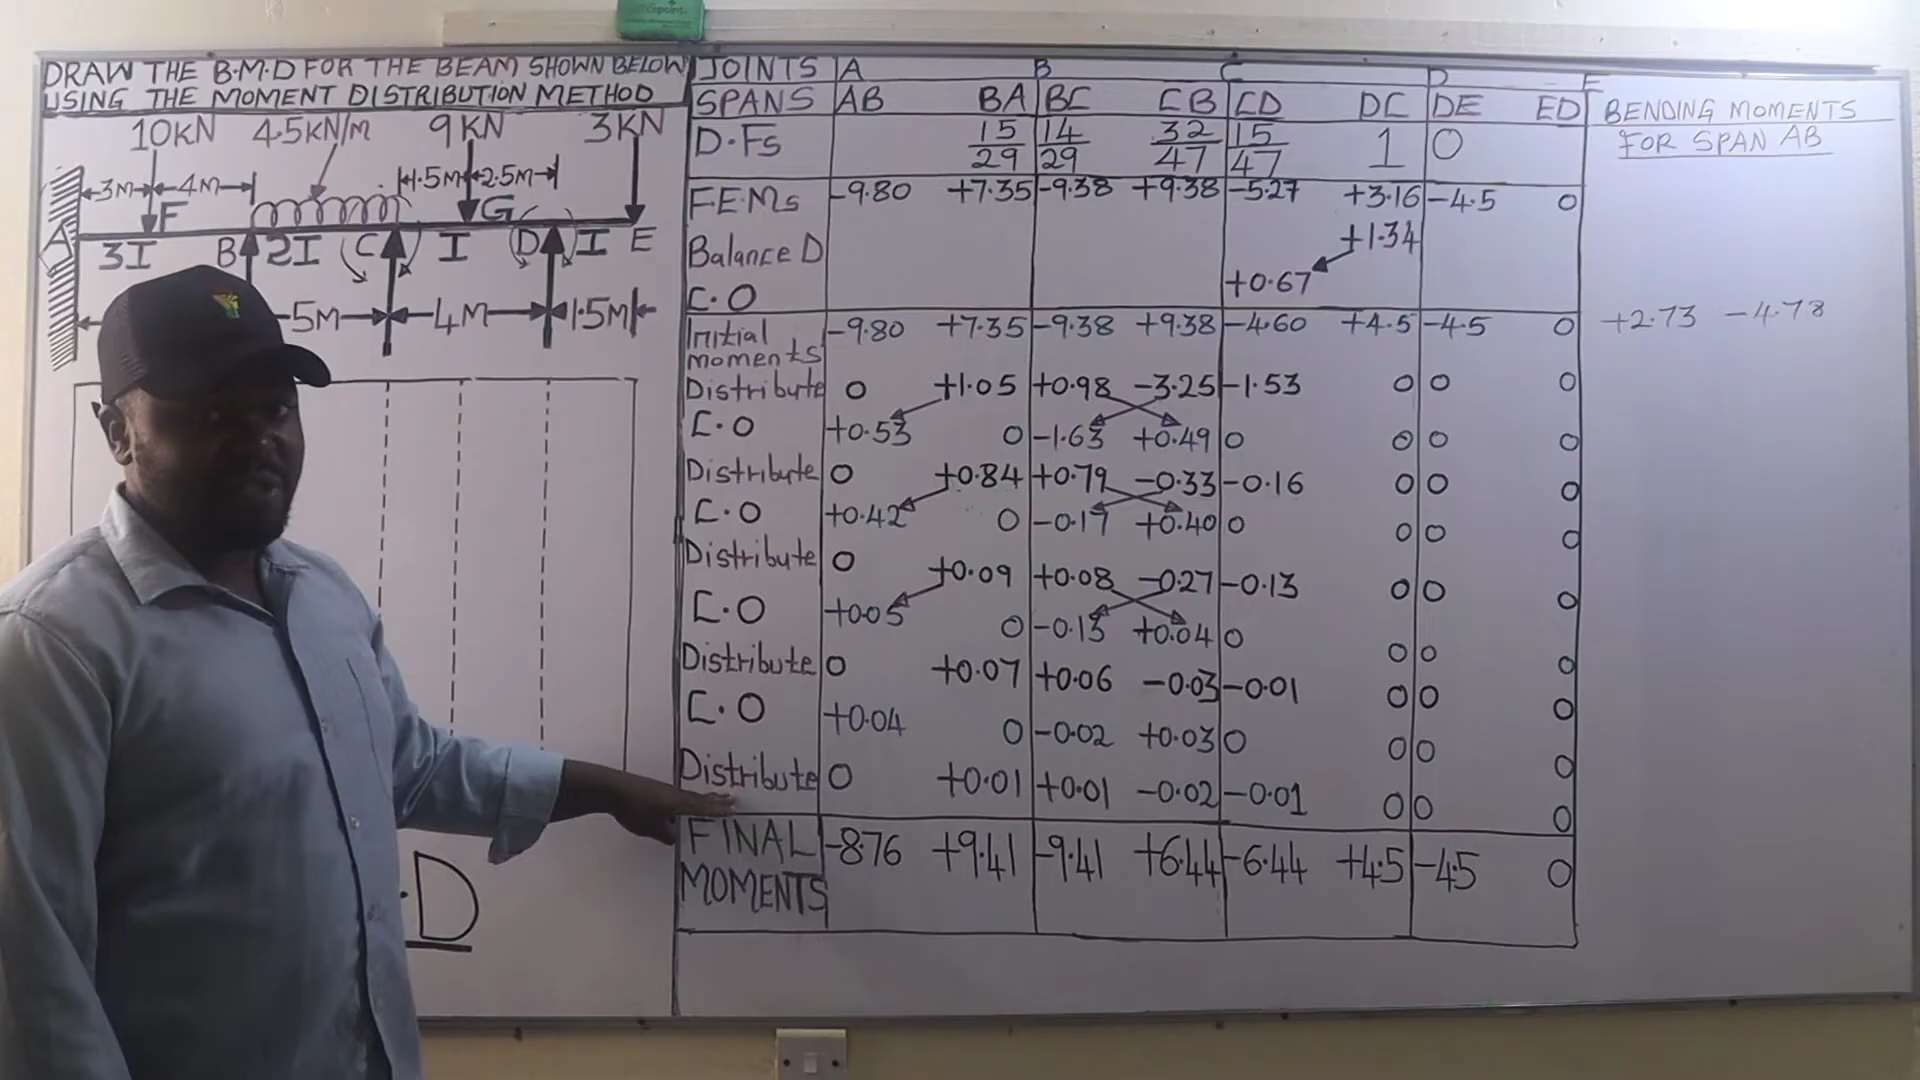 DRAW THE B.M.D FOR THE BEAM SHOWN BELOW
USING THE MOMENT DISTRIBUTION METHOD
10KN 4.5KN/m 9KN 3KN
3M 4M 1.5M 2.5M
F G
A B C D E
3I 2I I I
5M 4M 1.5M
D
JOINTS A B C D E
SPANS AB BA BC CB CD DC DE ED
D.Fs 15/29 14/29 32/47 15/47 1 0
F.E.Ms -9.80 +7.35 -9.38 +9.38 -5.27 +3.16 -4.5 0
Balance D +1.34
C.O +0.67
Initial moments -9.80 +7.35 -9.38 +9.38 -4.60 +4.5 -4.5 0
Distribute 0 +1.05 +0.98 -3.25 -1.53 0 0 0
C.O +0.53 0 -1.63 +0.49 0 0 0 0
Distribute 0 +0.84 +0.79 -0.33 -0.16 0 0 0
C.O +0.42 0 -0.17 +0.40 0 0 0 0
Distribute 0 +0.09 +0.08 -0.27 -0.13 0 0 0
C.O +0.05 0 -0.13 +0.04 0 0 0 0
Distribute 0 +0.07 +0.06 -0.03 -0.01 0 0 0
C.O +0.04 0 -0.02 +0.03 0 0 0 0
Distribute 0 +0.01 +0.01 -0.02 -0.01 0 0 0
FINAL MOMENTS -8.76 +9.41 -9.41 +6.44 -6.44 +4.5 -4.5 0
BENDING MOMENTS
FOR SPAN AB
+2.73 -4.78